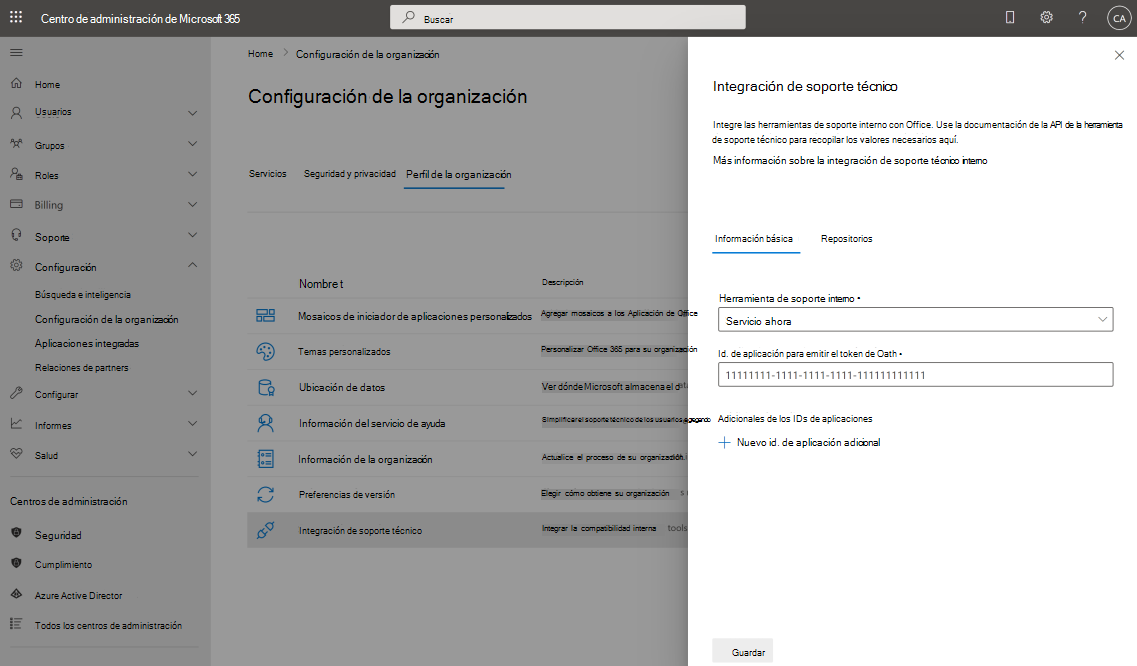 Centro de administración de Microsoft 365
Buscar
CA
Home
Usuarios
Grupos
Roles
Billing
Soporte
Configuración
Búsqueda e inteligencia
Configuración de la organización
Aplicaciones integradas
Relaciones de partners
Configurar
Informes
Salud
Centros de administración
Seguridad
Cumplimiento
Azure Active Director
Todos los centros de administración
Home > Configuración de la organización
Configuración de la organización
Servicios Seguridad y privacidad Perfil de la organización
Nombre t Descripción
Mosaicos de iniciador de aplicaciones personalizados Agregar mosaicos a los Aplicación de Office
Temas personalizados Personalizar Office 365 para su organización
Ubicación de datos Ver dónde Microsoft almacena el d
Información del servicio de ayuda Simplificar el soporte técnico de los usuarios agregando
Información de la organización Actualice el proceso de su organización.
Preferencias de versión Elegir cómo obtiene su organización
Integración de soporte técnico Integrar la compatibilidad interna tools
Integración de soporte técnico
Integre las herramientas de soporte interno con Office. Use la documentación de la API de la herramienta
de soporte técnico para recopilar los valores necesarios aquí.
Más información sobre la integración de soporte técnico interno
Información básica Repositorios
Herramienta de soporte interno •
Servicio ahora
Id. de aplicación para emitir el token de Oath •
11111111-1111-1111-1111-111111111111
Adicionales de los IDs de aplicaciones
+ Nuevo id. de aplicación adicional
Guardar